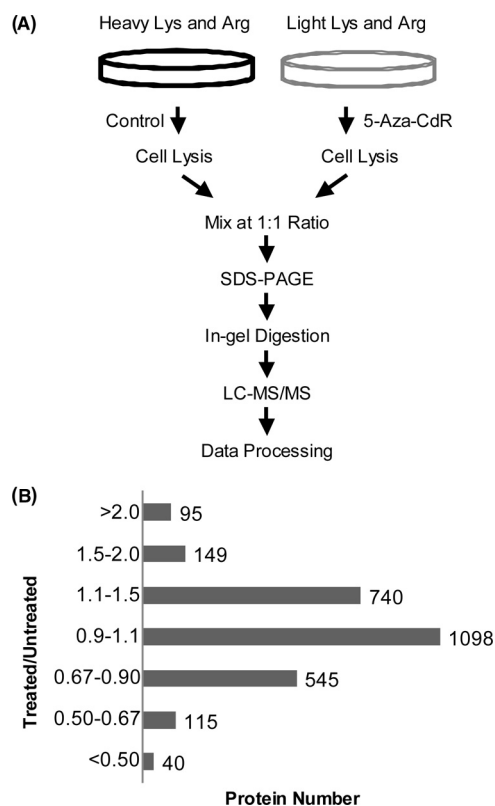 (A)
Heavy Lys and Arg Light Lys and Arg
Control 5-Aza-CdR
Cell Lysis Cell Lysis
Mix at 1:1 Ratio
SDS-PAGE
In-gel Digestion
LC-MS/MS
Data Processing
(B)
Treated/Untreated
>2.0 95
1.5-2.0 149
1.1-1.5 740
0.9-1.1 1098
0.67-0.90 545
0.50-0.67 115
<0.50 40
Protein Number